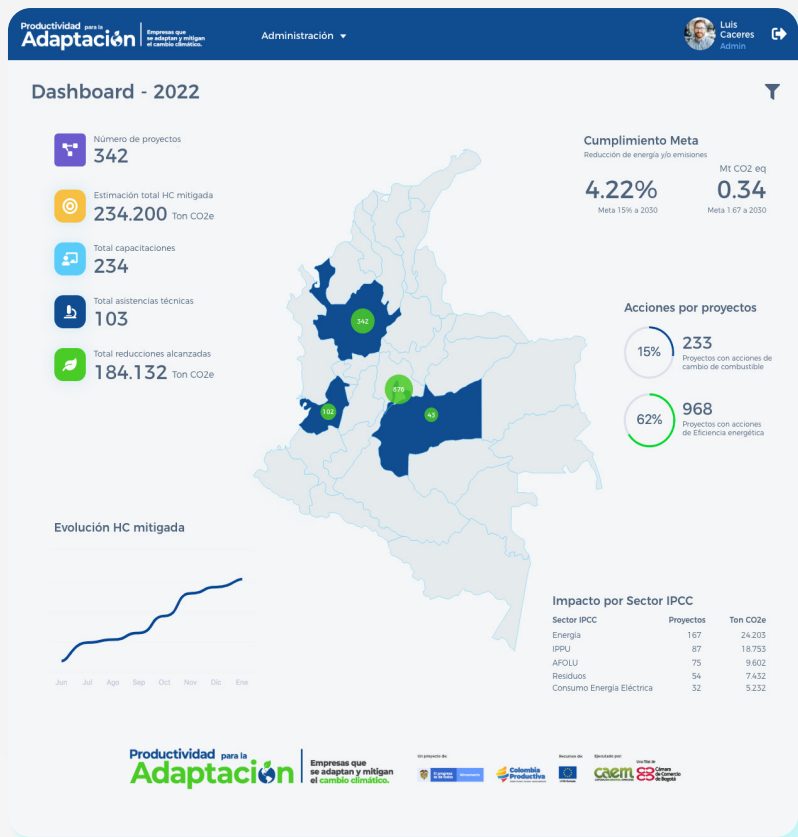 Productividad para la
Adaptación
Empresas que
se adaptan y mitigan
el cambio climático.
Administración
Luis
Caceres
Admin
Dashboard - 2022
Número de proyectos
342
Estimación total HC mitigada
234.200 Ton CO2e
Total capacitaciones
234
Total asistencias técnicas
103
Total reducciones alcanzadas
184.132 Ton CO2e
342
876
102
43
Cumplimiento Meta
Reducción de energía y/o emisiones
Mt CO2 eq
4.22% 0.34
Meta 15% a 2030 Meta 1.67 a 2030
Acciones por proyectos
15%
233
Proyectos con acciones de
cambio de combustible
62%
968
Proyectos con acciones
de Eficiencia energética
Evolución HC mitigada
Jun Jul Ago Sep Oct Nov Dic Ene
Impacto por Sector IPCC
Sector IPCC Proyectos Ton CO2e
Energía 167 24.203
IPPU 87 18.753
AFOLU 75 9.602
Residuos 54 7.432
Consumo Energía Eléctrica 32 5.232
Productividad para la
Adaptación
Empresas que
se adaptan y mitigan
el cambio climático.
Un proyecto de:
Colombia
Productiva
Recursos de:
Ejecutado por:
caem
Una filial de:
Cámara
de Comercio
de Bogotá